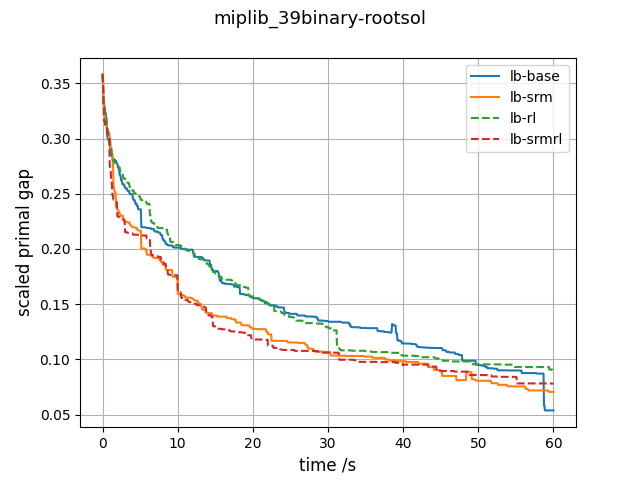 miplib_39binary-rootsol
lb-base
lb-srm
lb-rl
lb-srmrl
scaled primal gap
0.35
0.30
0.25
0.20
0.15
0.10
0.05
0 10 20 30 40 50 60
time /s